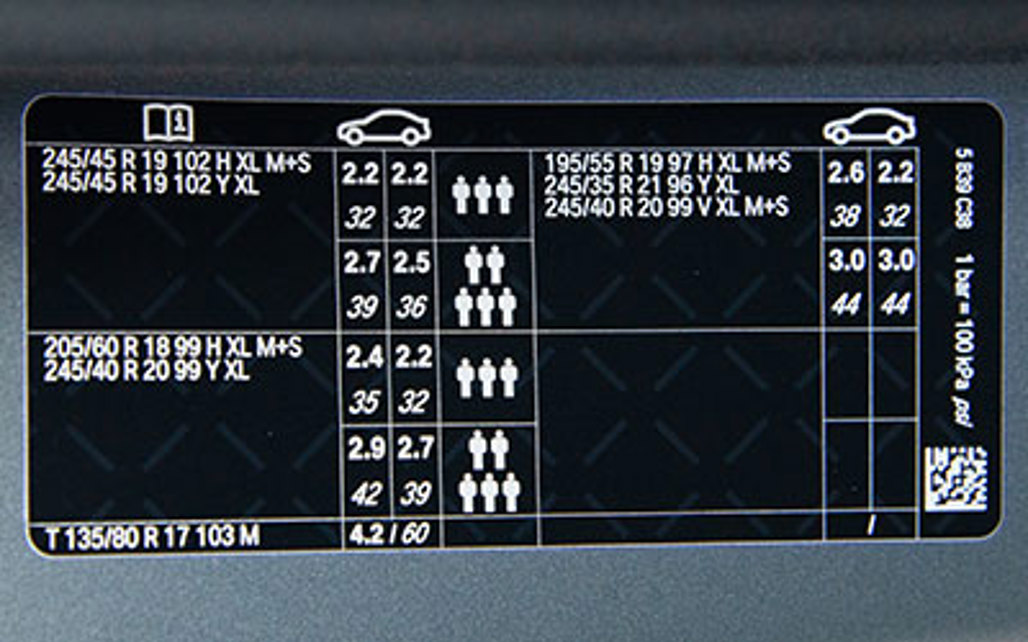 245/45 R 19 102 H XL M+S
245/45 R 19 102 Y XL
2.2 2.2
32 32
2.7 2.5
39 36
195/55 R 19 97 H XL M+S
245/35 R 21 96 Y XL
245/40 R 20 99 V XL M+S
2.6 2.2
38 32
3.0 3.0
44 44
205/60 R 18 99 H XL M+S
245/40 R 20 99 Y XL
2.4 2.2
35 32
2.9 2.7
42 39
T 135/80 R 17 103 M
4.2 / 60
/
5 839 C38 1 bar = 100 kPa psi